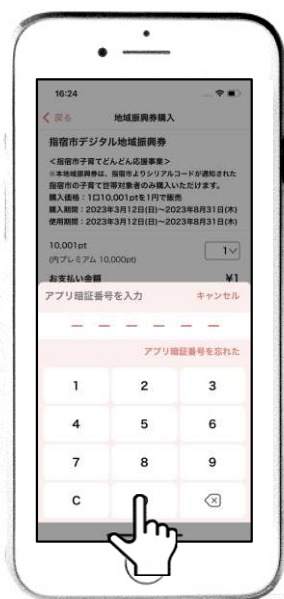 16:24
戻る
地域振興券購入
指宿市デジタル地域振興券
<指宿市子育てどんどん応援事業>
※本地域振興券は、指宿市よりシリアルコードが通知された
指宿市の子育て世帯対象者のみ購入いただけます。
購入価格：1口10,001ptを1円で販売
購入期間：2023年3月12日(日)～2023年8月31日(木)
使用期間：2023年3月12日(日)～2023年8月31日(木)
10,001pt
(内プレミアム 10,000pt)
1
お支払い金額
¥1
アプリ暗証番号を入力
キャンセル
アプリ暗証番号を忘れた
1 2 3
4 5 6
7 8 9
C